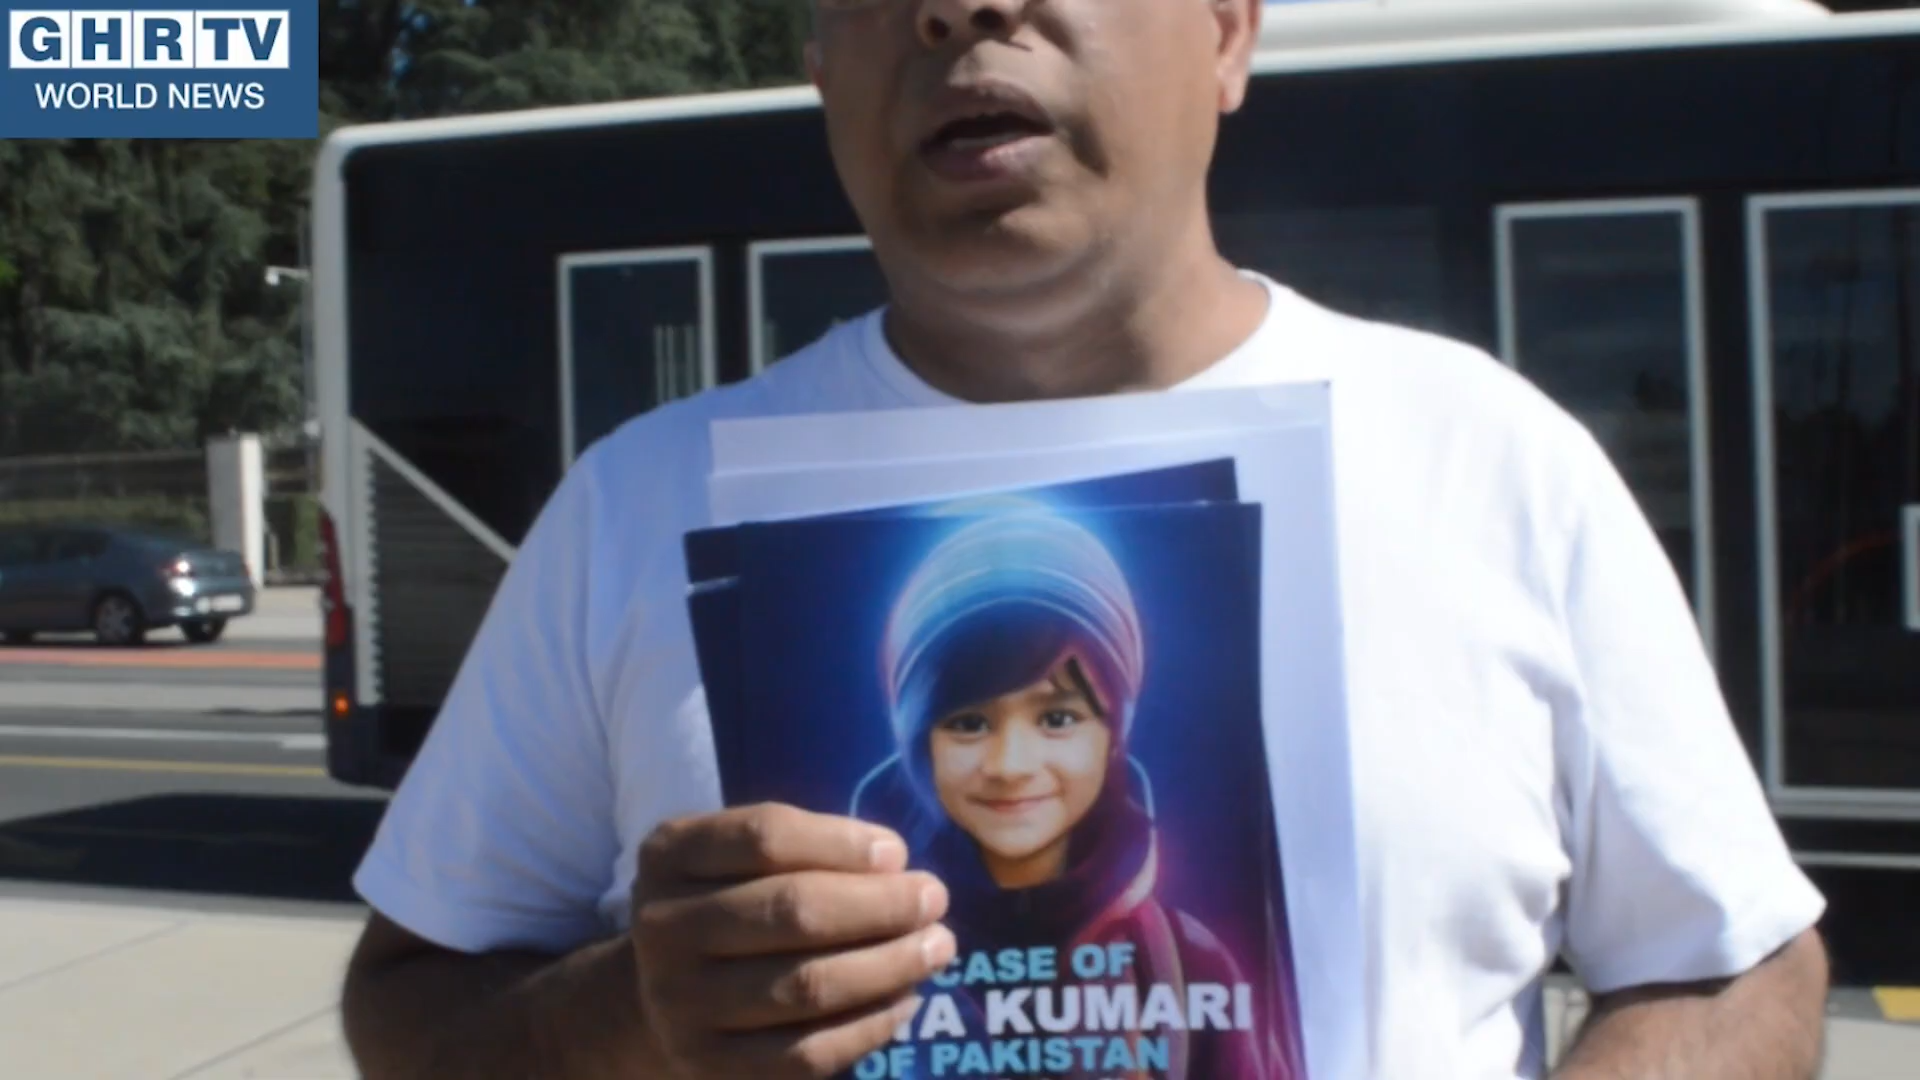 GHRTV
WORLD NEWS
CASE OF
KUMARI
OF PAKISTAN